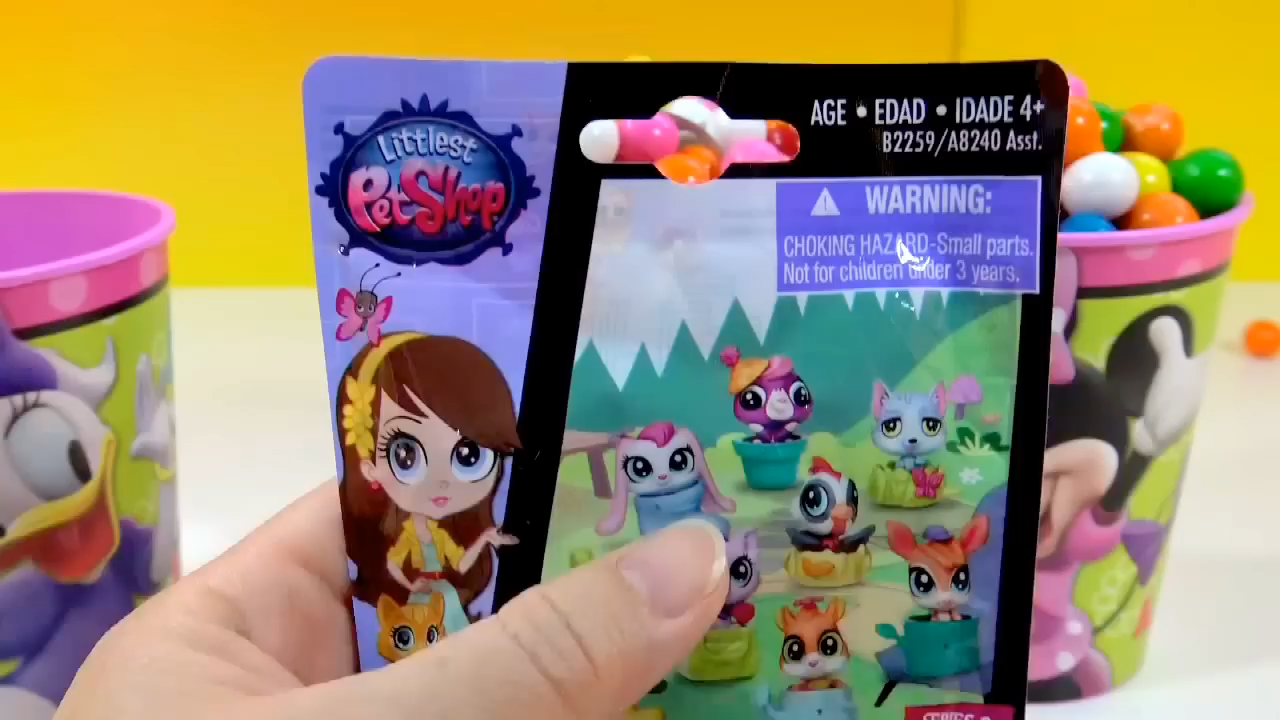 Littlest
PetShop
AGE • EDAD • IDADE 4+
B2259/A8240 Asst.
WARNING:
CHOKING HAZARD-Small parts.
Not for children under 3 years.
SERIES